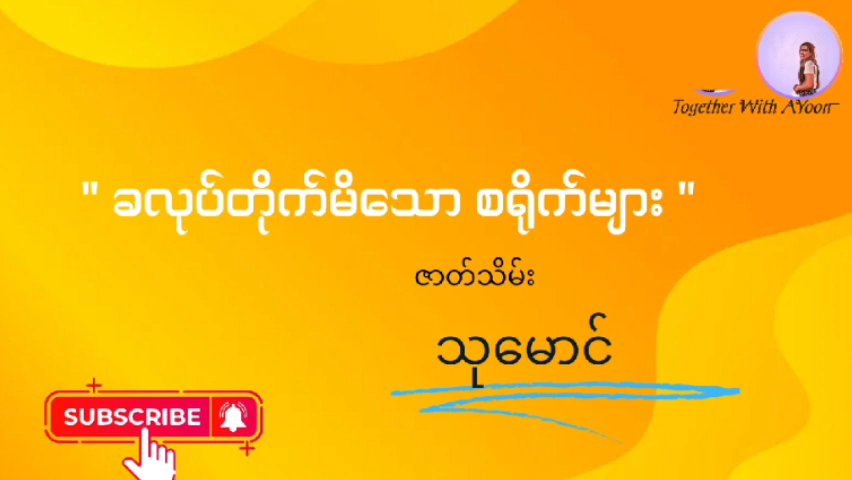 Together With AYoon
" ခလုပ်တိုက်မိသော စရိုက်များ "
ဇာတ်သိမ်း
သုမောင်
SUBSCRIBE